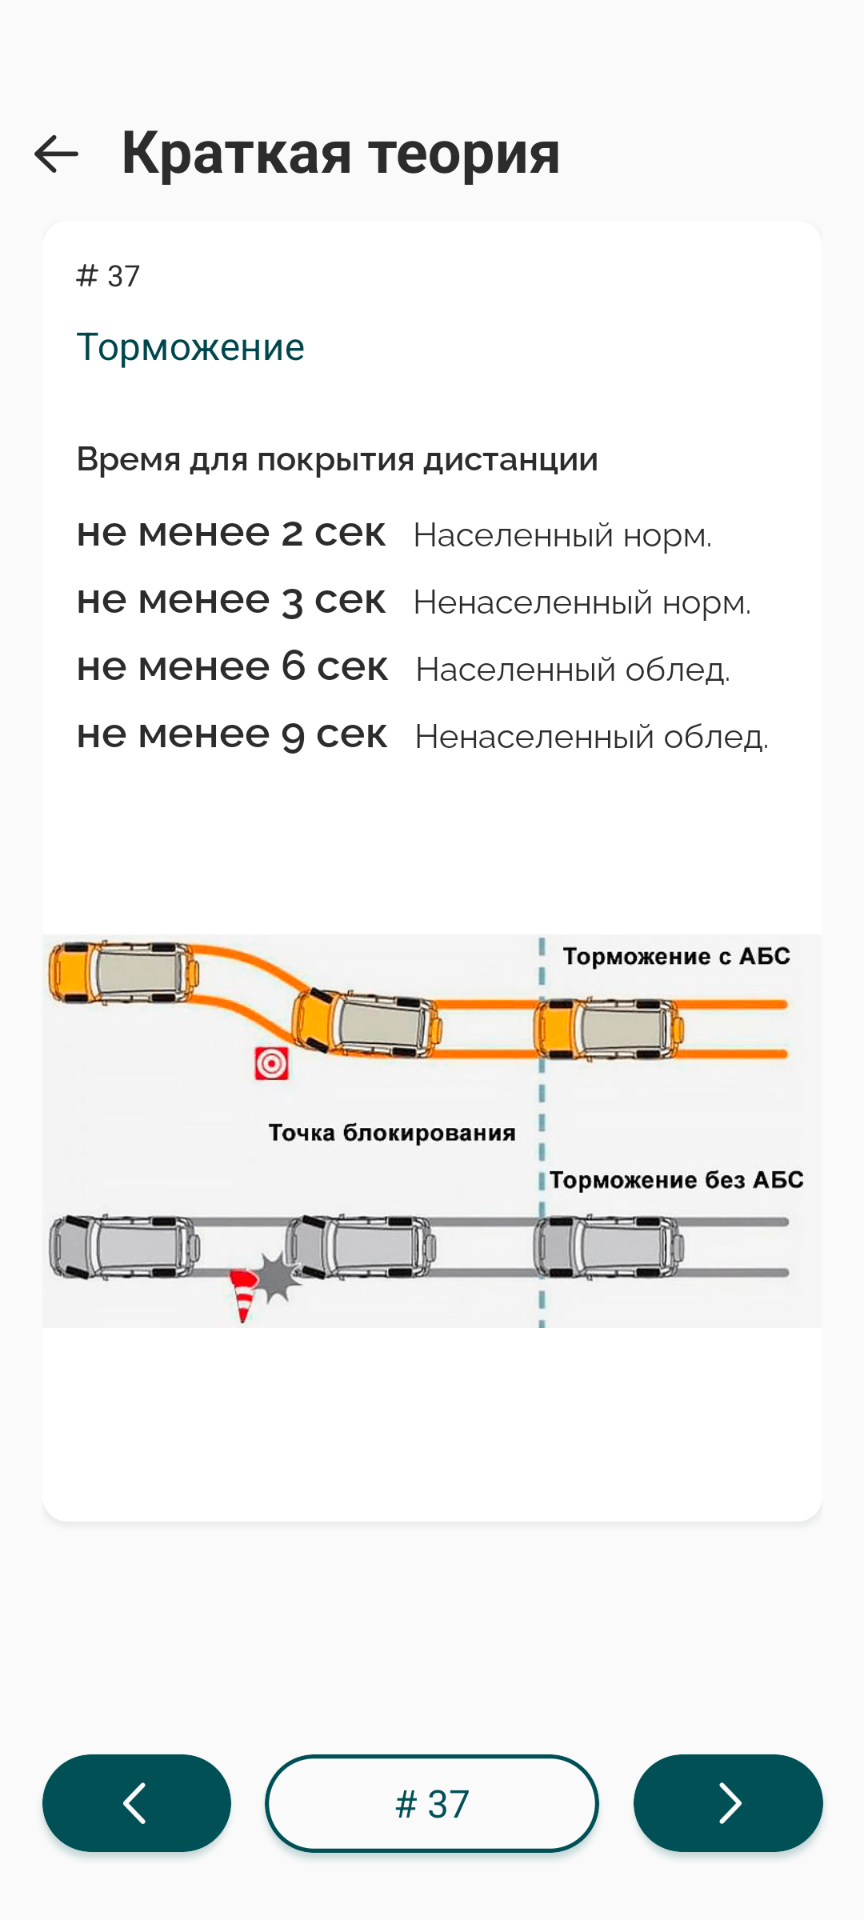 Краткая теория
# 37
Торможение
Время для покрытия дистанции
не менее 2 сек Населенный норм.
не менее 3 сек Ненаселенный норм.
не менее 6 сек Населенный облед.
не менее 9 сек Ненаселенный облед.
Торможение с АБС
Точка блокирования
Торможение без АБС
# 37